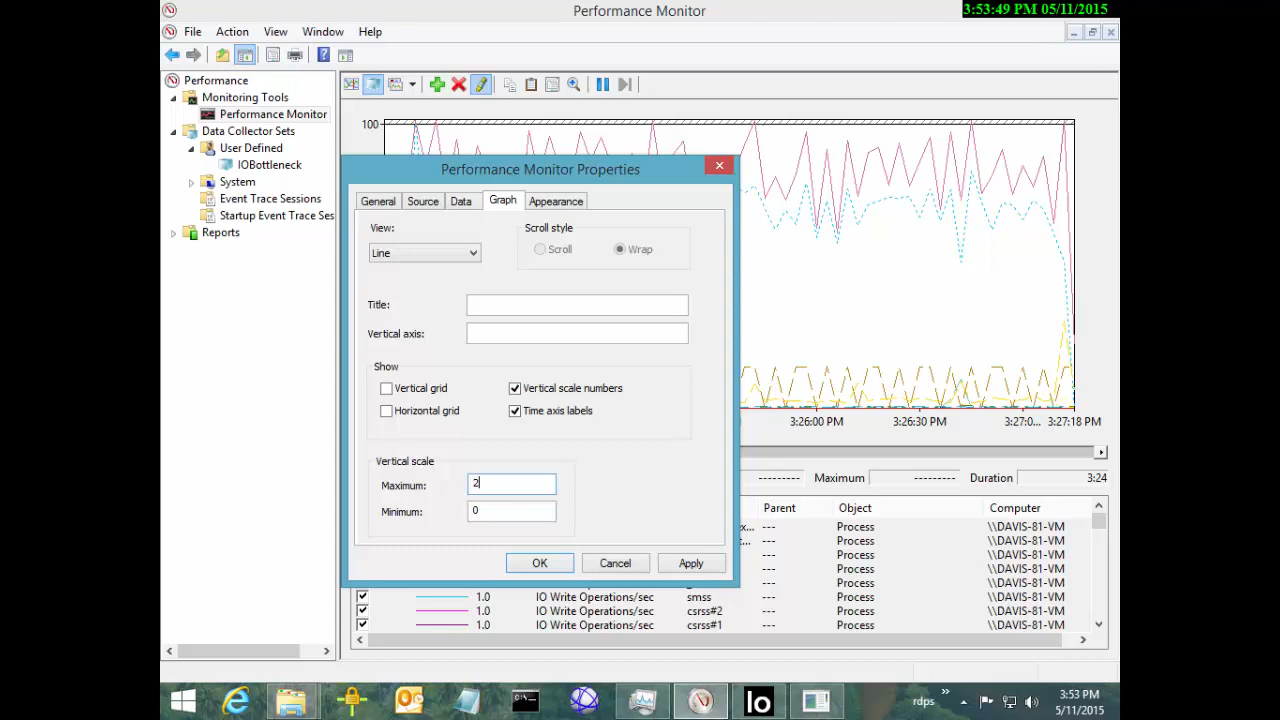 Performance Monitor
3:53:49 PM 05/11/2015
File Action View Window Help
Performance
Monitoring Tools
Performance Monitor
Data Collector Sets
User Defined
IOBottleneck
System
Event Trace Sessions
Startup Event Trace Ses
Reports
100
Performance Monitor Properties
General Source Data Graph Appearance
View:
Line
Scroll style
Scroll Wrap
Title:
Vertical axis:
Show
Vertical grid Vertical scale numbers
Horizontal grid Time axis labels
Vertical scale
Maximum: 2
Minimum: 0
OK Cancel Apply
3:26:00 PM 3:26:30 PM 3:27:0... 3:27:18 PM
--------- Maximum --------- Duration 3:24
Parent Object Computer
ex... --- Process \\DAVIS-81-VM
--- Process \\DAVIS-81-VM
--- Process \\DAVIS-81-VM
--- Process \\DAVIS-81-VM
--- Process \\DAVIS-81-VM
1.0 IO Write Operations/sec smss --- Process \\DAVIS-81-VM
1.0 IO Write Operations/sec csrss#2 --- Process \\DAVIS-81-VM
1.0 IO Write Operations/sec csrss#1 --- Process \\DAVIS-81-VM
Io
rdps
3:53 PM
5/11/2015